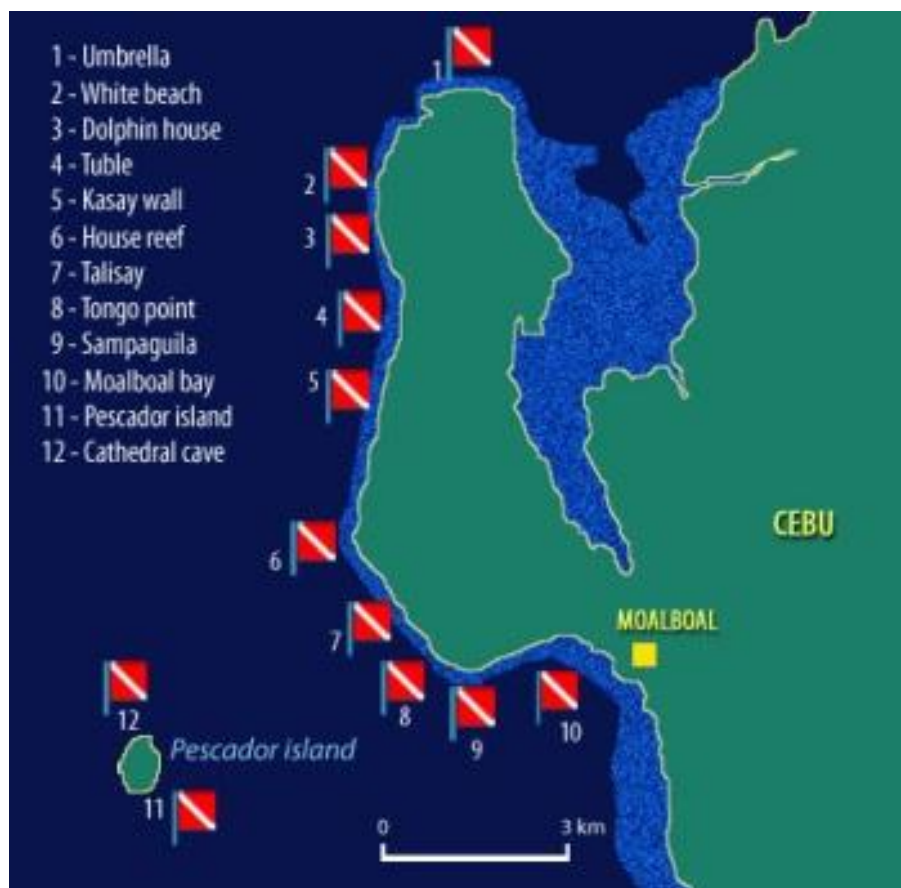 1 - Umbrella
2 - White beach
3 - Dolphin house
4 - Tuble
5 - Kasay wall
6 - House reef
7 - Talisay
8 - Tongo point
9 - Sampaguila
10 - Moalboal bay
11 - Pescador island
12 - Cathedral cave
1
2
3
4
5
6
7
8
9
10
12
11
CEBU
MOALBOAL
Pescador island
0 3 km